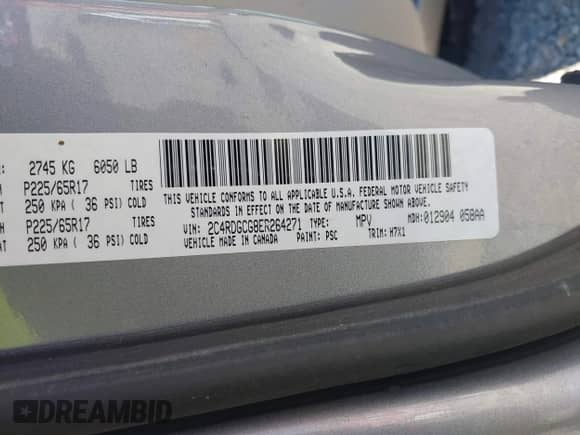 : 2745 KG 6050 LB
P225/65R17 TIRES
250 KPA ( 36 PSI) COLD
P225/65R17 TIRES
250 KPA ( 36 PSI) COLD
THIS VEHICLE CONFORMS TO ALL APPLICABLE U.S.A. FEDERAL MOTOR VEHICLE SAFETY
STANDARDS IN EFFECT ON THE DATE OF MANUFACTURE SHOWN ABOVE.
VIN: 2C4RDGCG8ER264271 TYPE: MPV MDH:012904 058AA
VEHICLE MADE IN CANADA PAINT: PSC TRIM: H7X1
DREAMBID